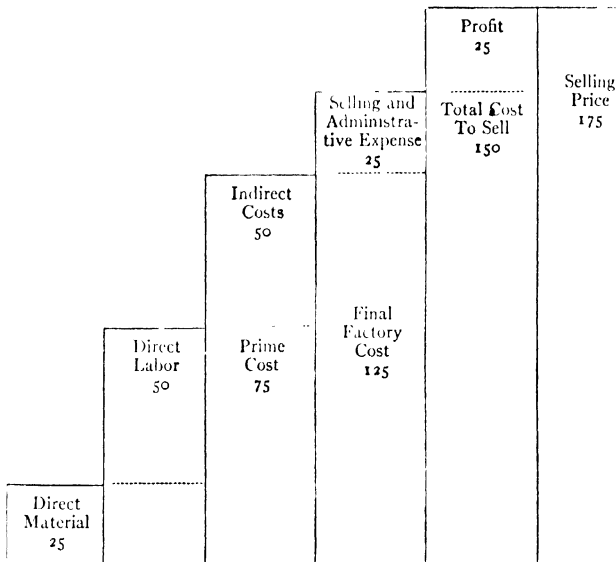 Profit
25
Selling
Price
175
Selling and
Administra-
tive Expense
25
Total Cost
To Sell
150
Indirect
Costs
50
Final
Factory
Cost
125
Direct
Labor
50
Prime
Cost
75
Direct
Material
25